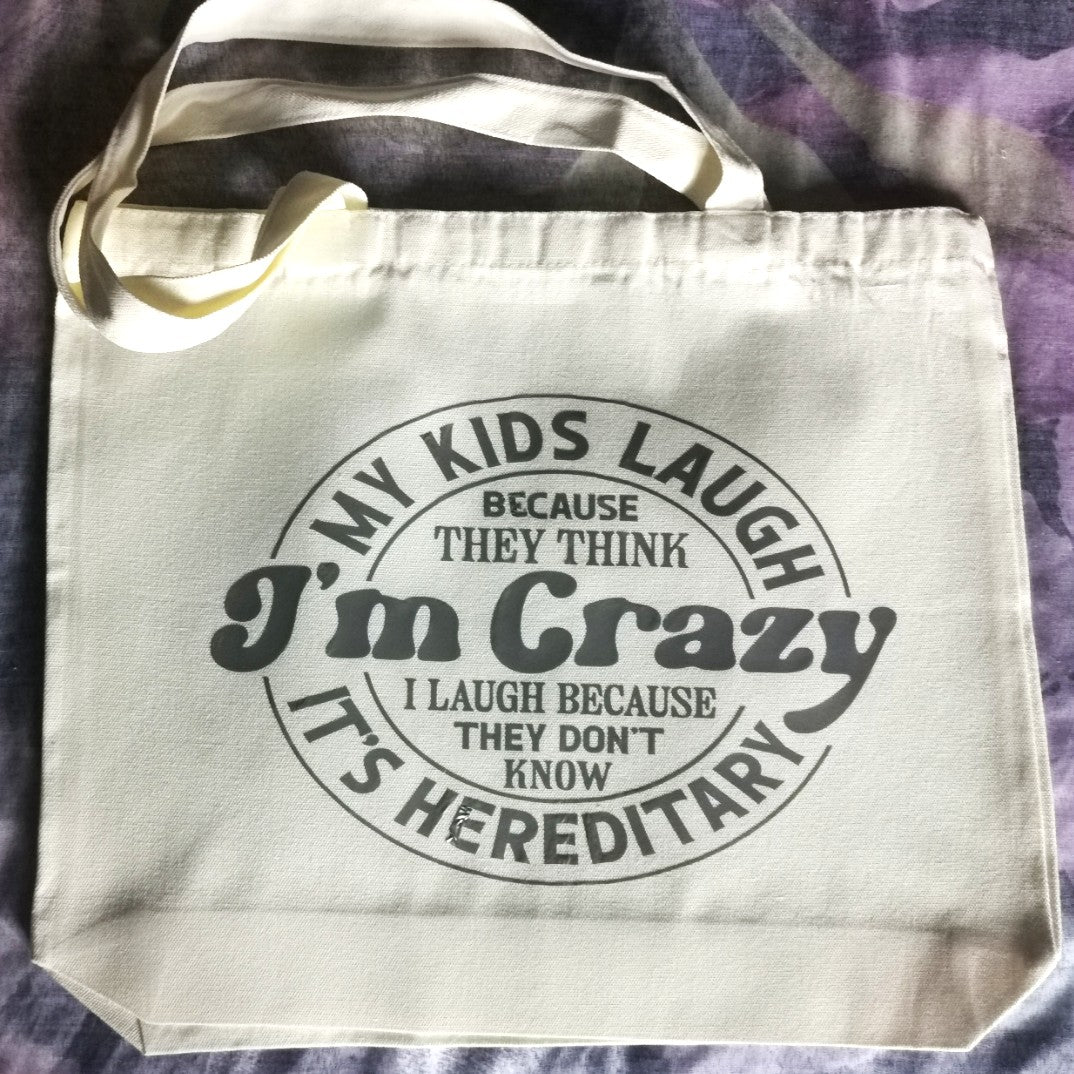 MY KIDS LAUGH
BECAUSE
THEY THINK
I'm Crazy
I LAUGH BECAUSE
THEY DON'T
KNOW
IT'S HEREDITARY